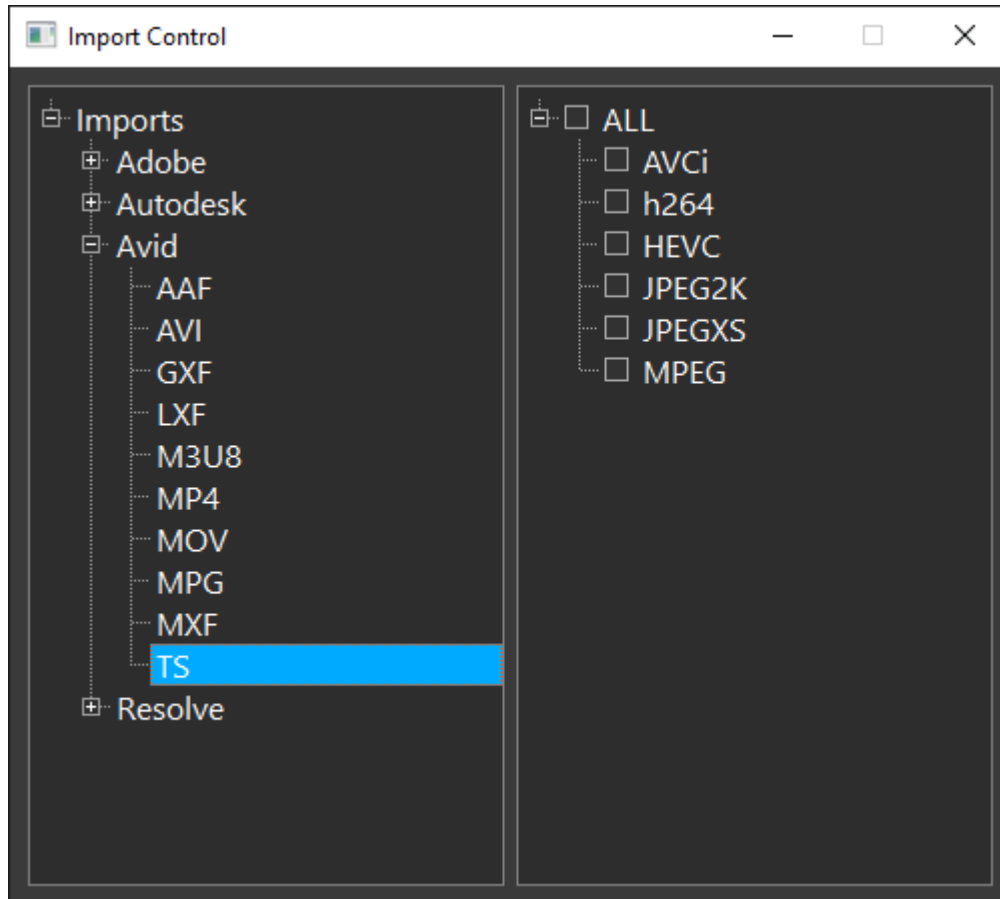 Import Control
Imports
Adobe
Autodesk
Avid
AAF
AVI
GXF
LXF
M3U8
MP4
MOV
MPG
MXF
TS
Resolve
ALL
AVCi
h264
HEVC
JPEG2K
JPEGXS
MPEG